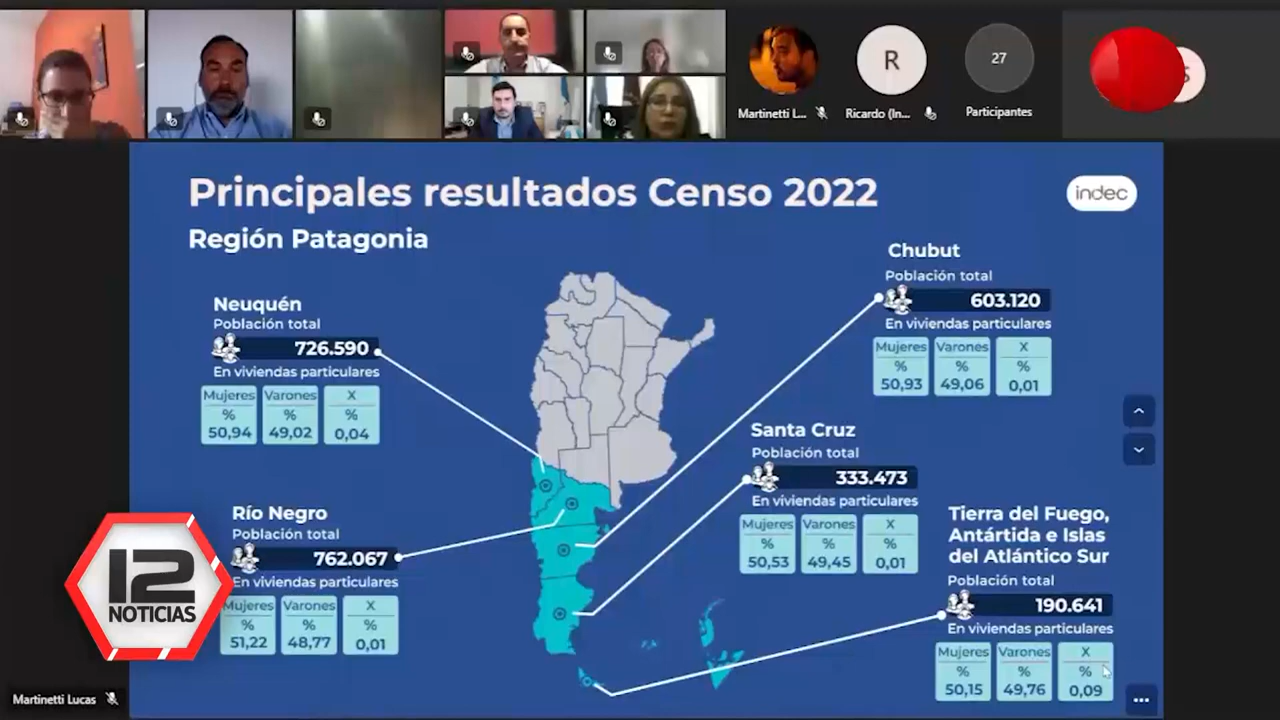 R
27
S
Martinetti L...
Ricardo (In...
Participantes
Principales resultados Censo 2022
indec
Región Patagonia
Chubut
Población total
603.120
En viviendas particulares
Mujeres Varones X
% % %
50,93 49,06 0,01
Neuquén
Población total
726.590
En viviendas particulares
Mujeres Varones X
% % %
50,94 49,02 0,04
Santa Cruz
Población total
333.473
En viviendas particulares
Mujeres Varones X
% % %
50,53 49,45 0,01
Río Negro
Población total
762.067
En viviendas particulares
Mujeres Varones X
% % %
51,22 48,77 0,01
Tierra del Fuego,
Antártida e Islas
del Atlántico Sur
Población total
190.641
En viviendas particulares
Mujeres Varones X
% % %
50,15 49,76 0,09
12
NOTICIAS
Martinetti Lucas